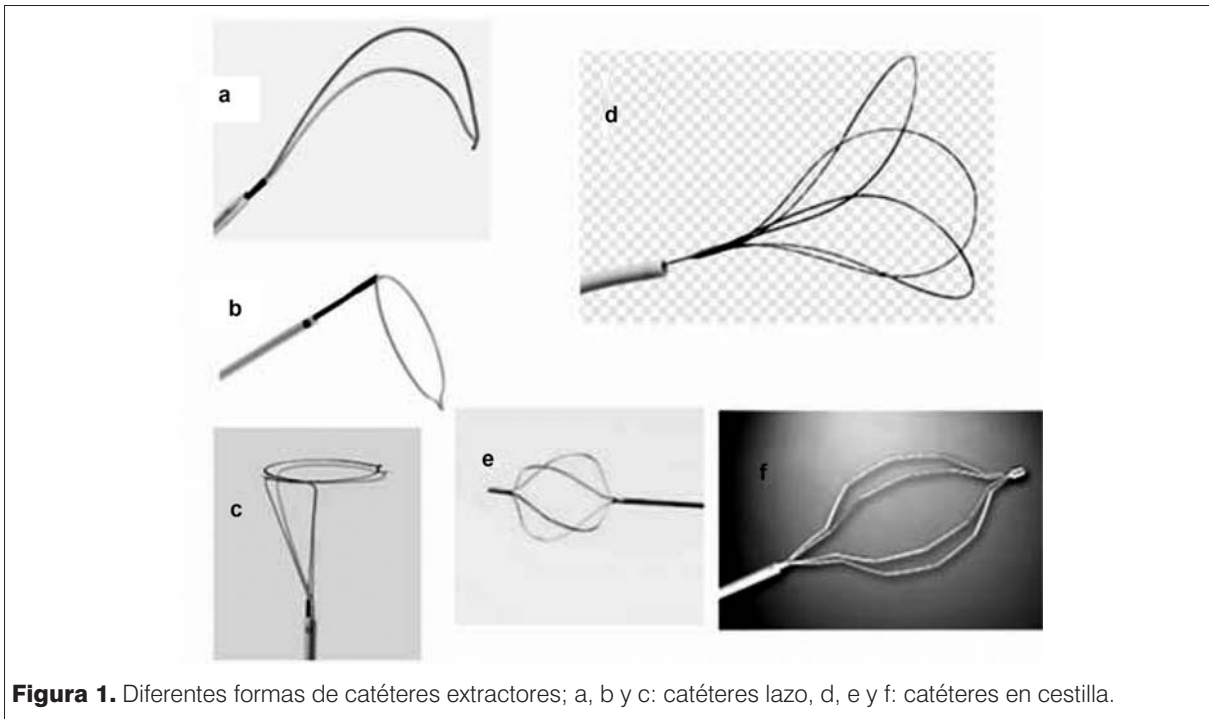 a
d
b
c
e
f
Figura 1. Diferentes formas de catéteres extractores; a, b y c: catéteres lazo, d, e y f: catéteres en cestilla.